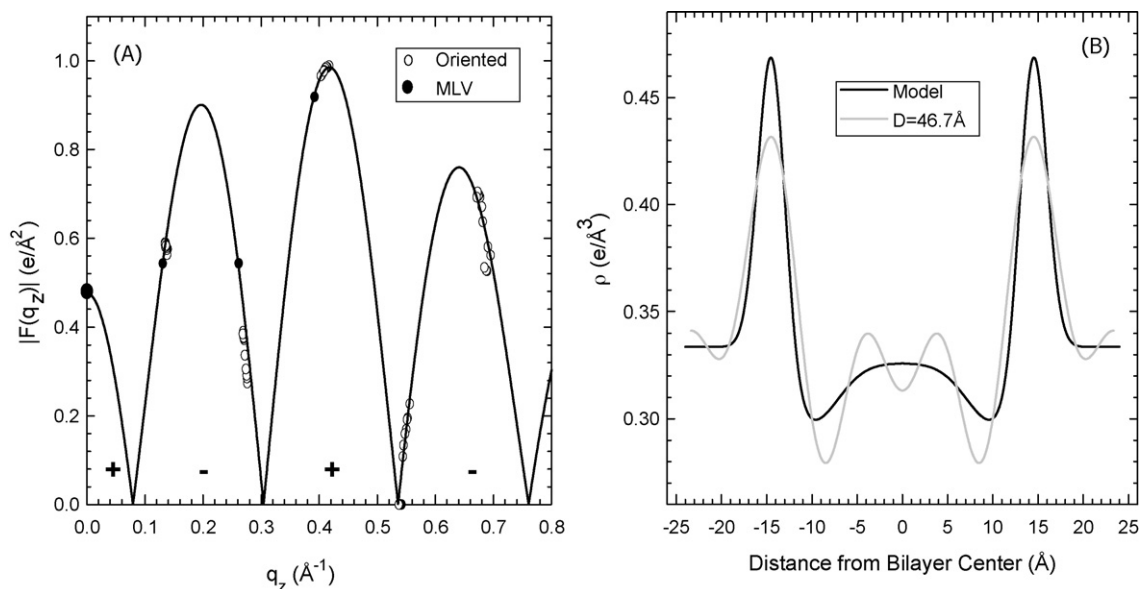 (A)
Oriented
MLV
|F(q_z)| (e/Å²)
1.0
0.8
0.6
0.4
0.2
0.0
+ - + -
0.0 0.1 0.2 0.3 0.4 0.5 0.6 0.7 0.8
q_z (Å⁻¹)
(B)
Model
D=46.7Å
ρ (e/Å³)
0.45
0.40
0.35
0.30
-25 -20 -15 -10 -5 0 5 10 15 20 25
Distance from Bilayer Center (Å)